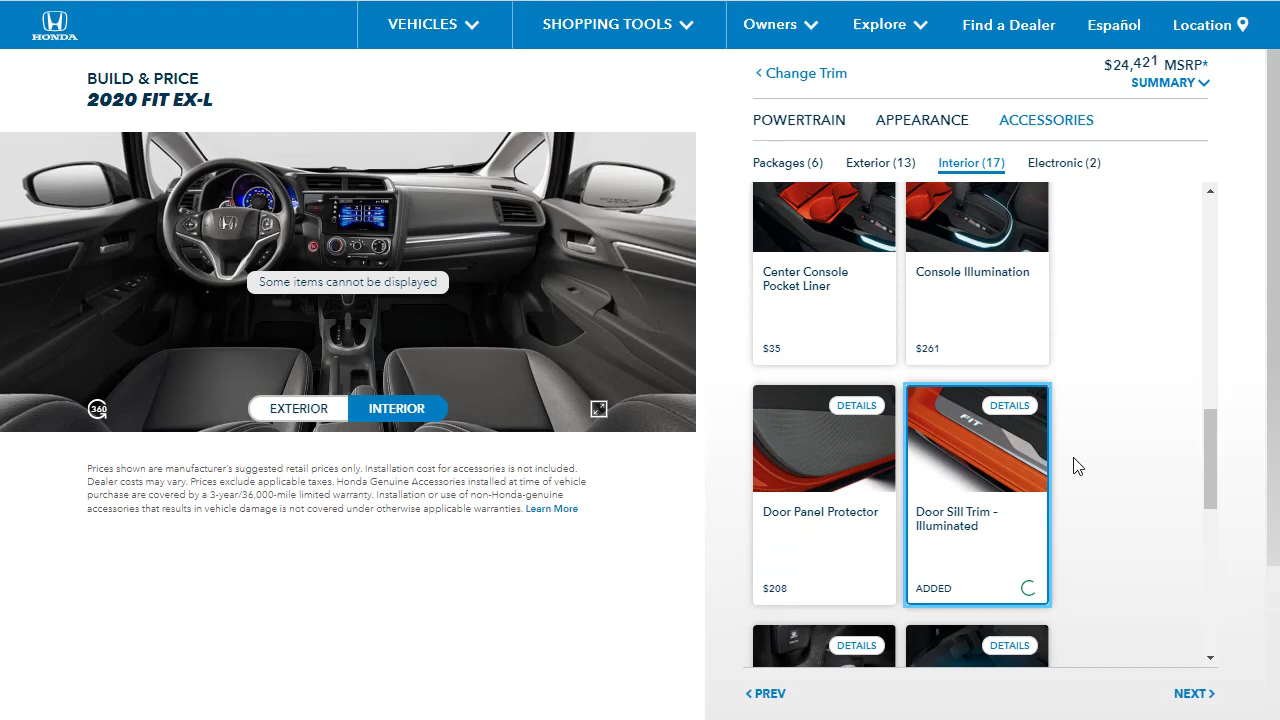 HONDA
VEHICLES
SHOPPING TOOLS
Owners
Explore
Find a Dealer
Español
Location
BUILD & PRICE
2020 FIT EX-L
Change Trim
$24,421 MSRP*
SUMMARY
POWERTRAIN
APPEARANCE
ACCESSORIES
Packages (6)
Exterior (13)
Interior (17)
Electronic (2)
Some items cannot be displayed
360
EXTERIOR
INTERIOR
Prices shown are manufacturer's suggested retail prices only. Installation cost for accessories is not included.
Dealer costs may vary. Prices exclude applicable taxes. Honda Genuine Accessories installed at time of vehicle
purchase are covered by a 3-year/36,000-mile limited warranty. Installation or use of non-Honda-genuine
accessories that results in vehicle damage is not covered under otherwise applicable warranties. Learn More
Center Console
Pocket Liner
$35
Console Illumination
$261
DETAILS
Door Panel Protector
$208
DETAILS
FIT
Door Sill Trim –
Illuminated
ADDED
DETAILS
DETAILS
PREV
NEXT